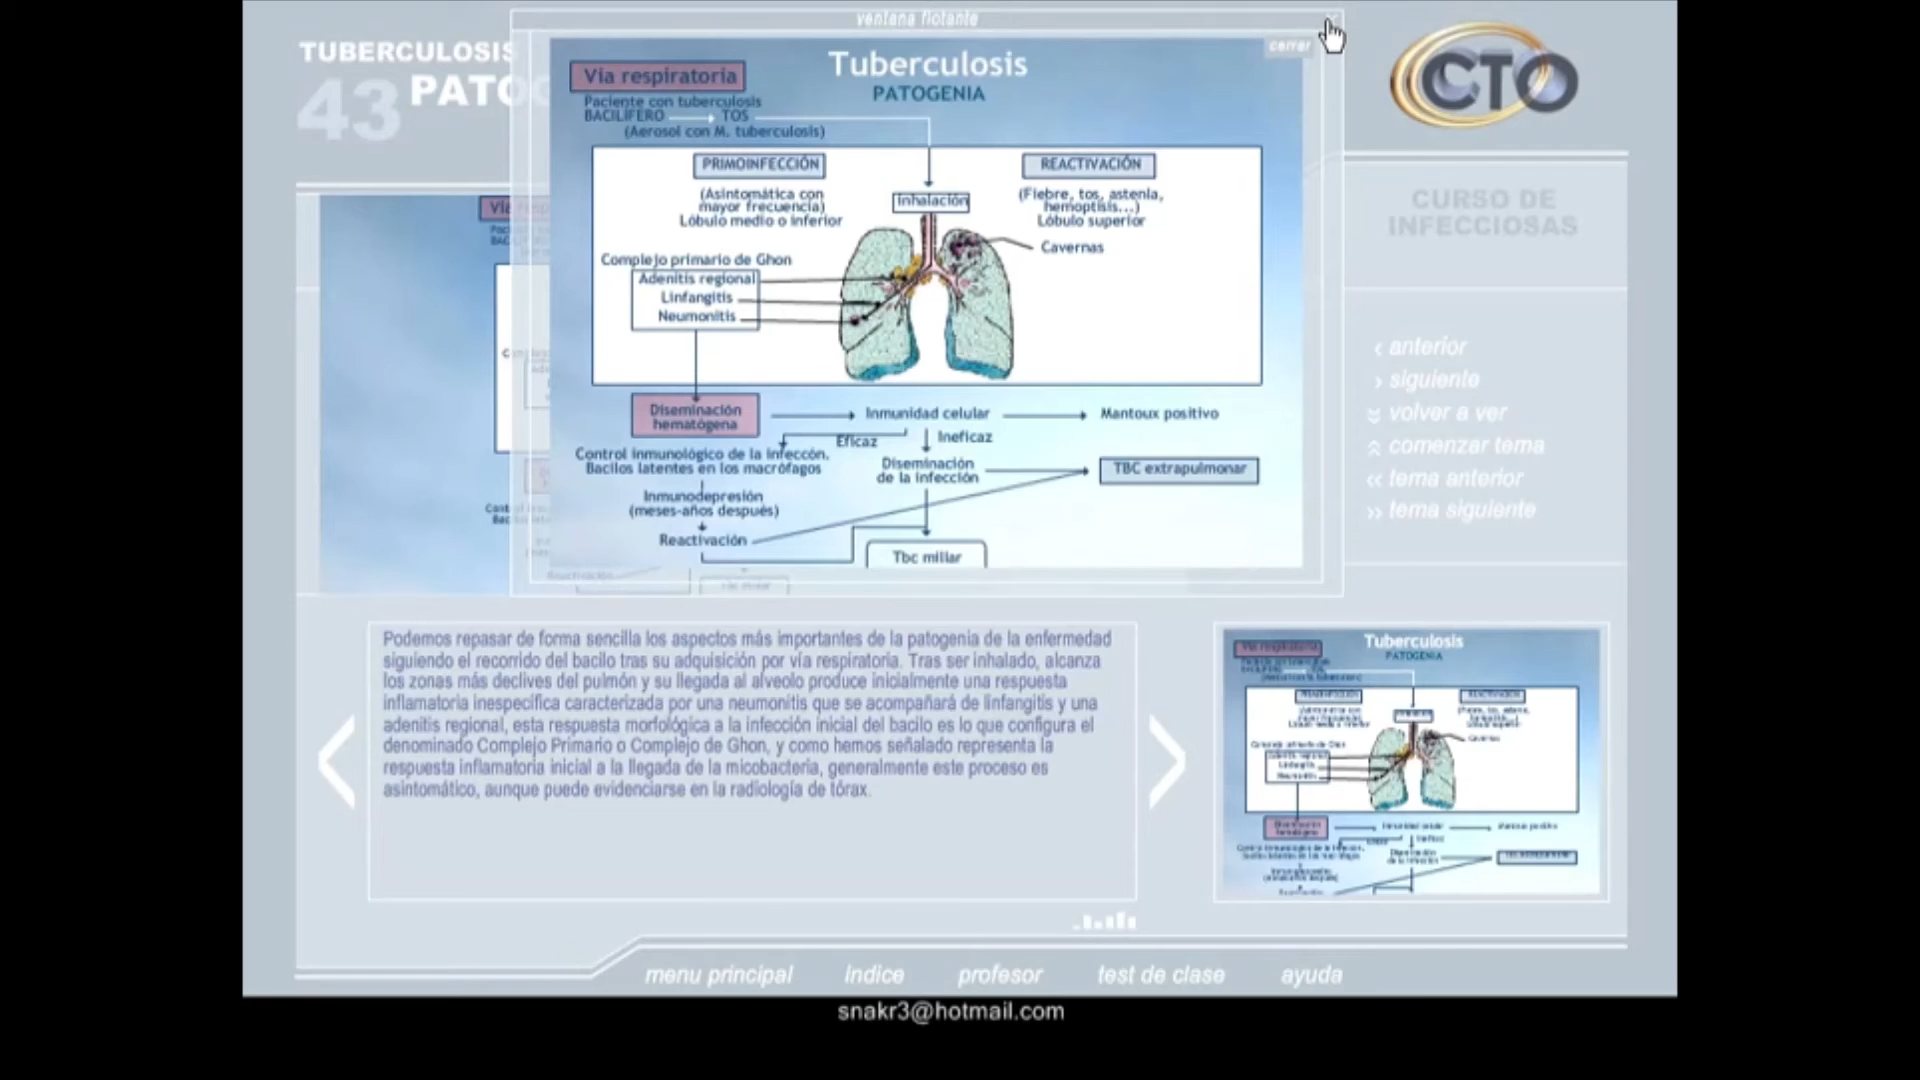 ventana flotante
cerrar
TUBERCULOSIS
43 PATO
CTO
CURSO DE
INFECCIOSAS
Tuberculosis
PATOGENIA
Vía respiratoria
Paciente con tuberculosis
BACILÍFERO TOS
(Aerosol con M. tuberculosis)
PRIMOINFECCIÓN
(Asintomática con
mayor frecuencia)
Lóbulo medio o inferior
Inhalación
REACTIVACIÓN
(Fiebre, tos, astenia,
hemoptisis...)
Lóbulo superior
Cavernas
Complejo primario de Ghon
Adenitis regional
Linfangitis
Neumonitis
Diseminación
hematógena
Inmunidad celular
Mantoux positivo
Eficaz
Ineficaz
Control inmunológico de la infeccón.
Bacilos latentes en los macrófagos
Diseminación
de la infección
TBC extrapulmonar
Inmunodepresión
(meses-años después)
Reactivación
Tbc miliar
‹ anterior
› siguiente
volver a ver
comenzar tema
‹‹ tema anterior
›› tema siguiente
Podemos repasar de forma sencilla los aspectos más importantes de la patogenia de la enfermedad
siguiendo el recorrido del bacilo tras su adquisición por vía respiratoria. Tras ser inhalado, alcanza
los zonas más declives del pulmón y su llegada al alveolo produce inicialmente una respuesta
inflamatoria inespecífica caracterizada por una neumonitis que se acompañará de linfangitis y una
adenitis regional, esta respuesta morfológica a la infección inicial del bacilo es lo que configura el
denominado Complejo Primario o Complejo de Ghon, y como hemos señalado representa la
respuesta inflamatoria inicial a la llegada de la micobacteria, generalmente este proceso es
asintomático, aunque puede evidenciarse en la radiología de tórax.
Tuberculosis
PATOGENIA
menu principal
índice
profesor
test de clase
ayuda
snakr3@hotmail.com